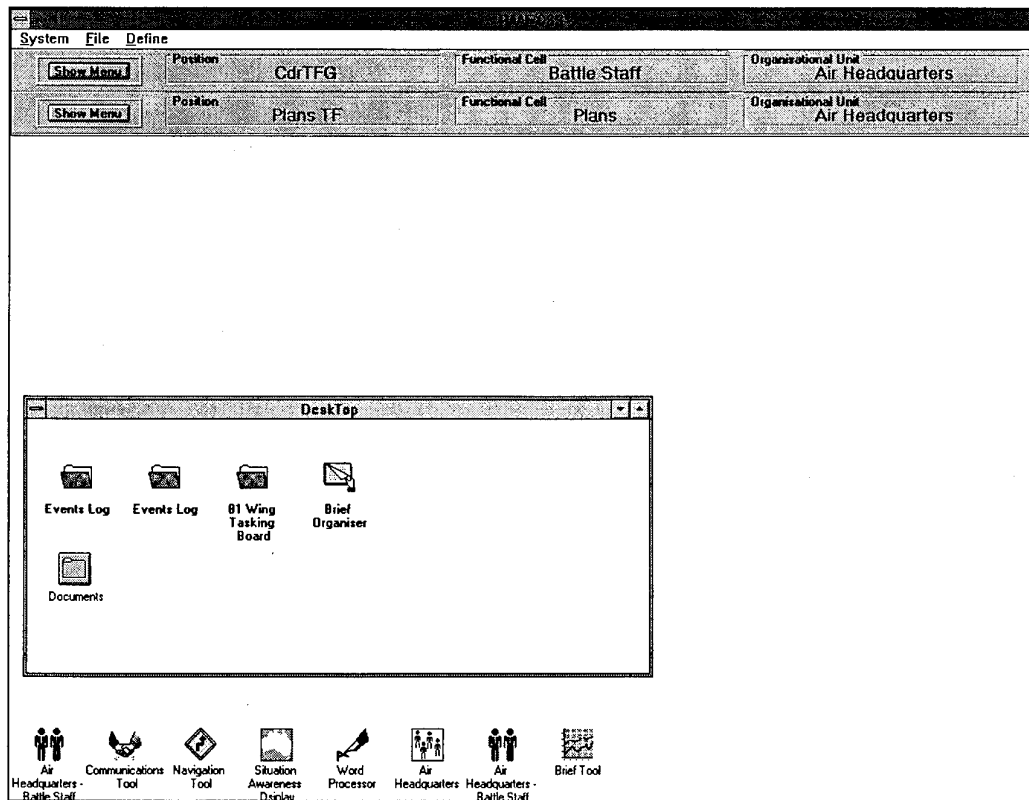 System File Define
Show Menu Position CdrTFG Functional Cell Battle Staff Organisational Unit Air Headquarters
Show Menu Position Plans TF Functional Cell Plans Organisational Unit Air Headquarters
DeskTop
Events Log Events Log 81 Wing Tasking Board Brief Organiser
Documents
Air Headquarters - Battle Staff Communications Tool Navigation Tool Situation Awareness Dsiplay Word Processor Air Headquarters Air Headquarters - Battle Staff Brief Tool